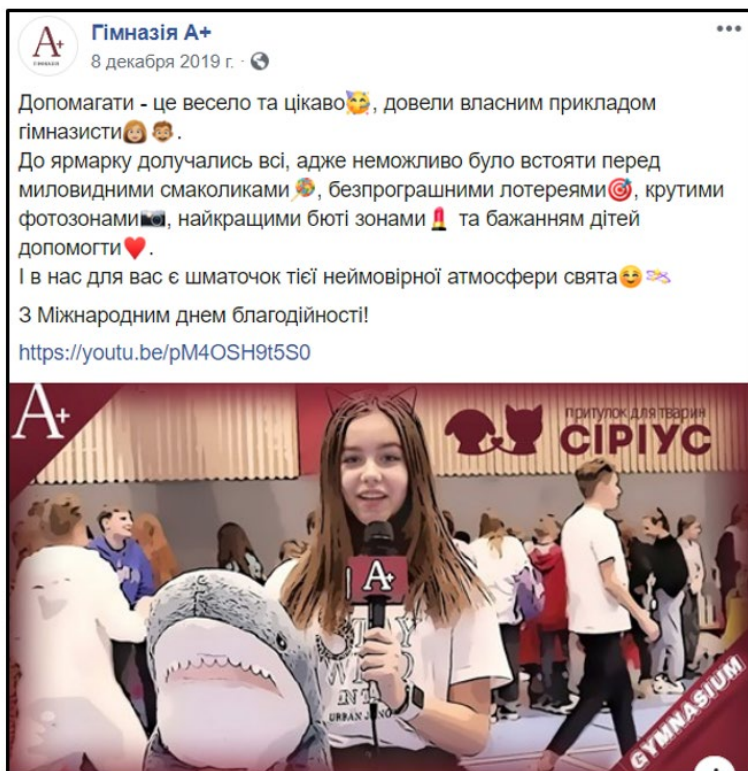 Гімназія А+
8 декабря 2019 г.
Допомагати - це весело та цікаво🥳, довели власним прикладом
гімназисти👩🏼👨🏼.
До ярмарку долучались всі, адже неможливо було встояти перед
миловидними смаколиками🍭, безпрограшними лотереями🎯, крутими
фотозонами📷, найкращими бюті зонами💄 та бажанням дітей
допомогти❤️.
І в нас для вас є шматочок тієї неймовірної атмосфери свята☺️
З Міжнародним днем благодійності!
https://youtu.be/pM4OSH9t5S0
A+
притулок для тварин
СІРІУС
A+
URBAN
GYMNASIUM